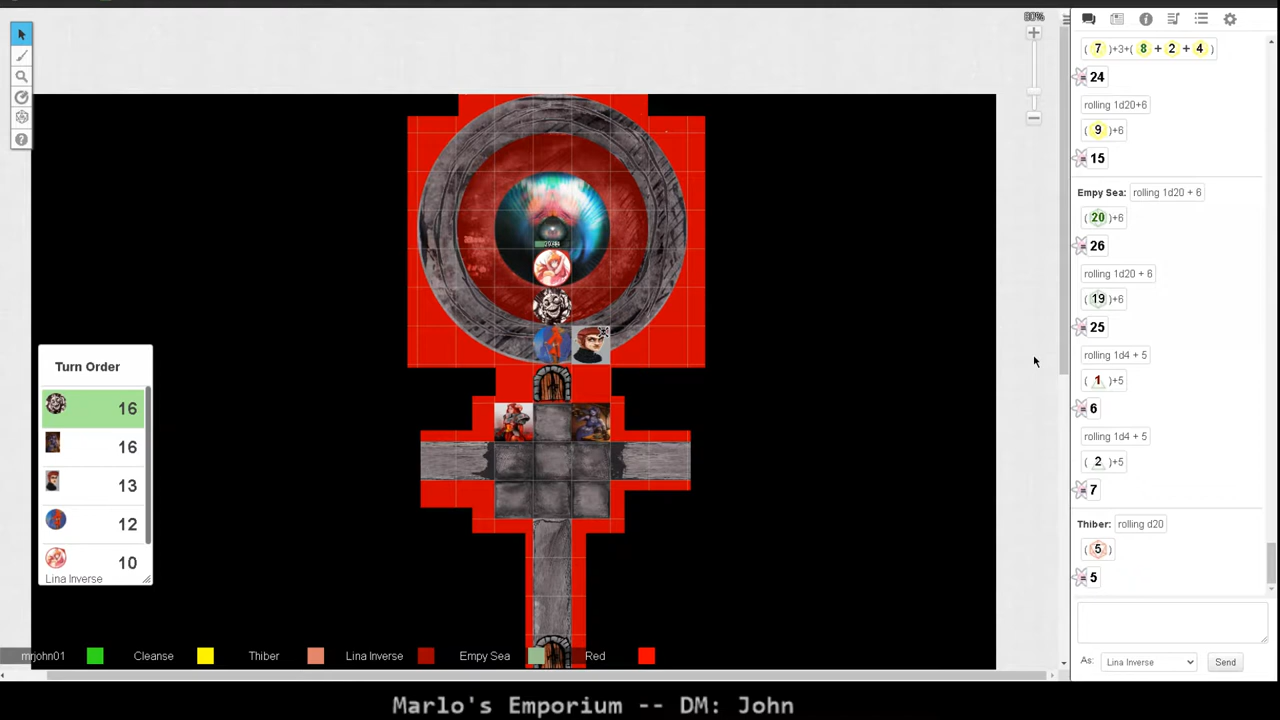 80%
( 7 )+3+( 8 + 2 + 4 )
= 24
rolling 1d20+6
( 9 )+6
= 15
Empy Sea: rolling 1d20 + 6
( 20 )+6
= 26
rolling 1d20 + 6
( 19 )+6
= 25
rolling 1d4 + 5
( 1 )+5
= 6
rolling 1d4 + 5
( 2 )+5
= 7
Thiber: rolling d20
( 5 )
= 5
Turn Order
16
16
13
12
10
Lina Inverse
mrjohn01 Cleanse Thiber Lina Inverse Empy Sea Red
As: Lina Inverse Send
Marlo's Emporium -- DM: John